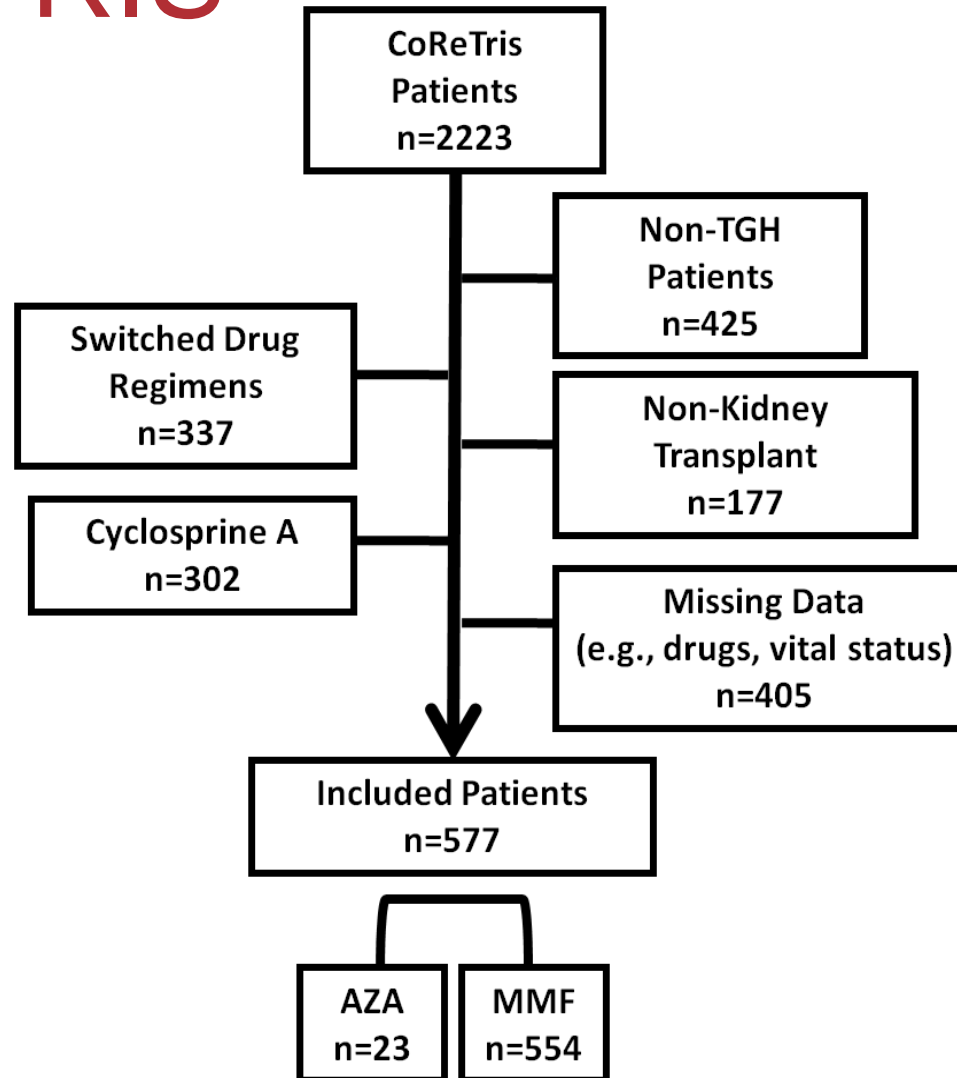 CoReTris
Patients
n=2223
Non-TGH
Patients
n=425
Switched Drug
Regimens
n=337
Non-Kidney
Transplant
n=177
Cyclosprine A
n=302
Missing Data
(e.g., drugs, vital status)
n=405
Included Patients
n=577
AZA
n=23
MMF
n=554